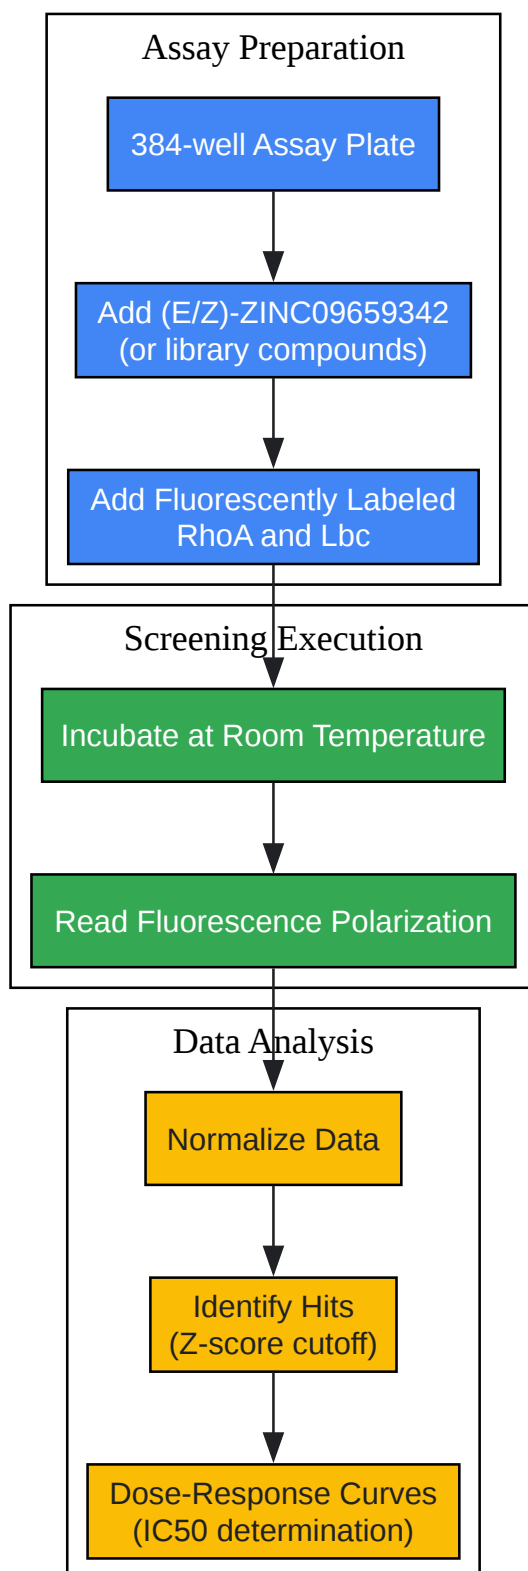 Assay Preparation
384-well Assay Plate
Add (E/Z)-ZINC09659342
(or library compounds)
Add Fluorescently Labeled
RhoA and Lbc
Screening Execution
Incubate at Room Temperature
Read Fluorescence Polarization
Data Analysis
Normalize Data
Identify Hits
(Z-score cutoff)
Dose-Response Curves
(IC50 determination)